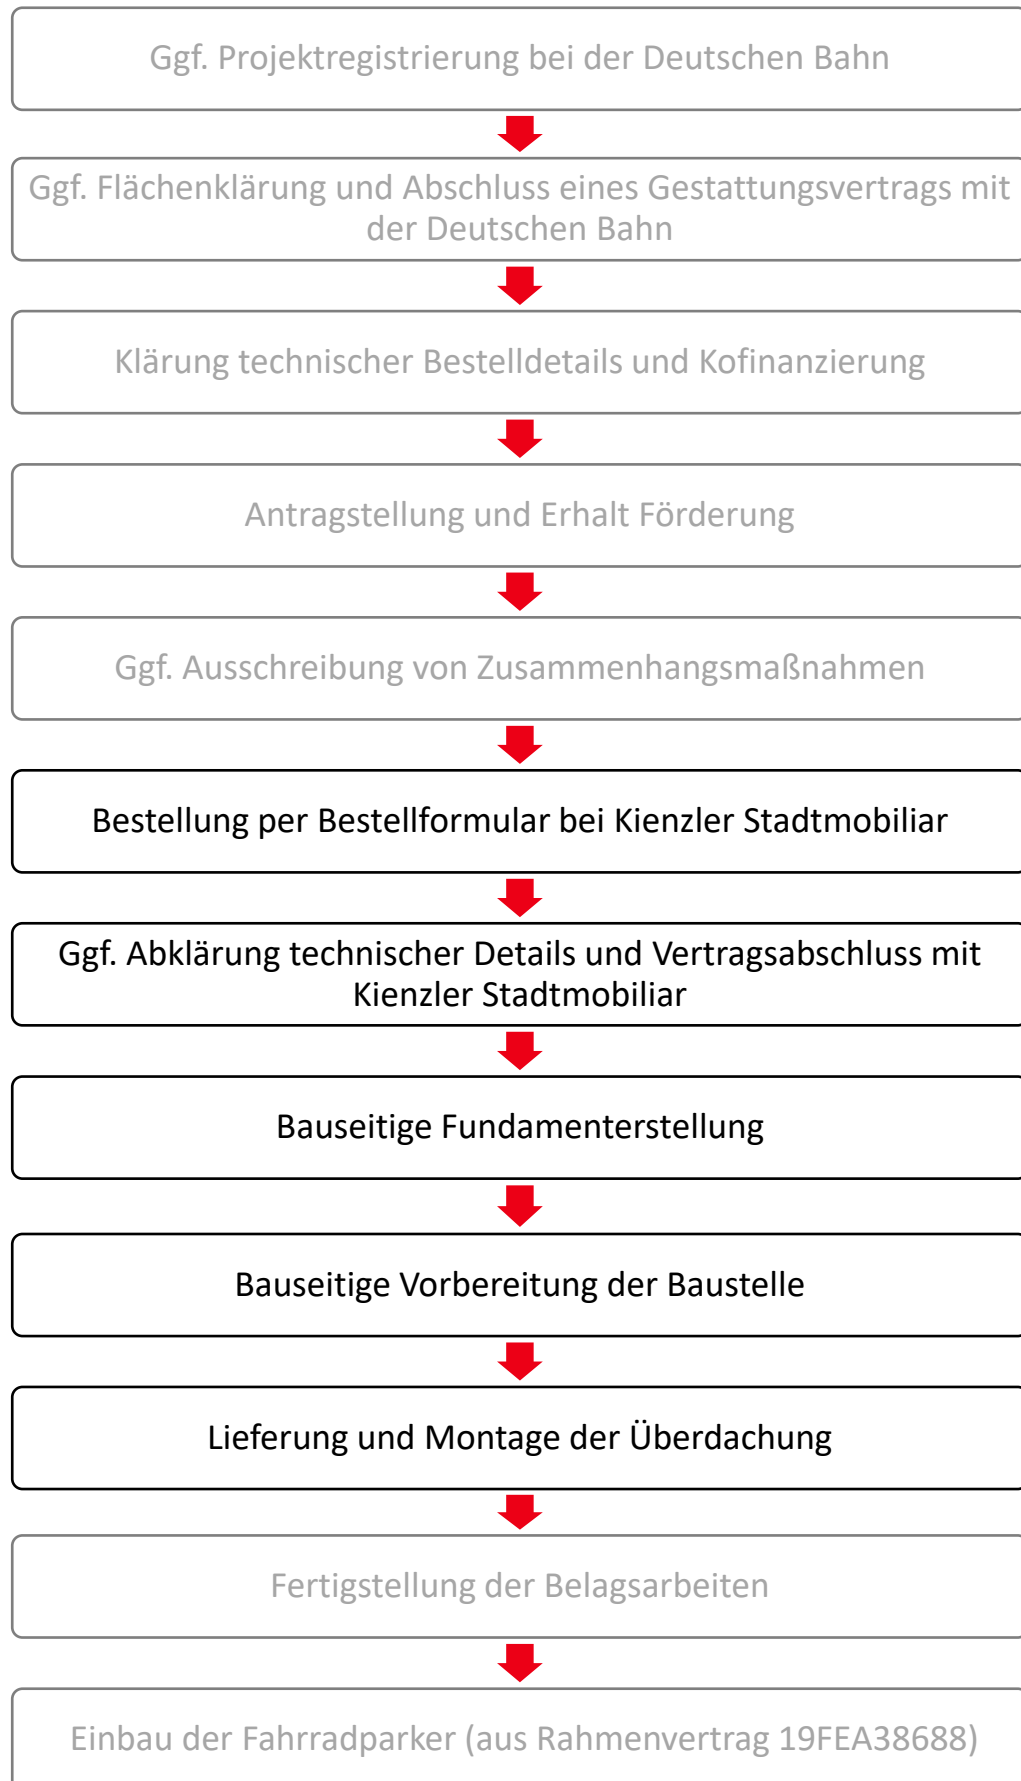 Ggf. Projektregistrierung bei der Deutschen Bahn
Ggf. Flächenklärung und Abschluss eines Gestattungsvertrags mit
der Deutschen Bahn
Klärung technischer Bestelldetails und Kofinanzierung
Antragstellung und Erhalt Förderung
Ggf. Ausschreibung von Zusammenhangsmaßnahmen
Bestellung per Bestellformular bei Kienzler Stadtmobiliar
Ggf. Abklärung technischer Details und Vertragsabschluss mit
Kienzler Stadtmobiliar
Bauseitige Fundamenterstellung
Bauseitige Vorbereitung der Baustelle
Lieferung und Montage der Überdachung
Fertigstellung der Belagsarbeiten
Einbau der Fahrradparker (aus Rahmenvertrag 19FEA38688)